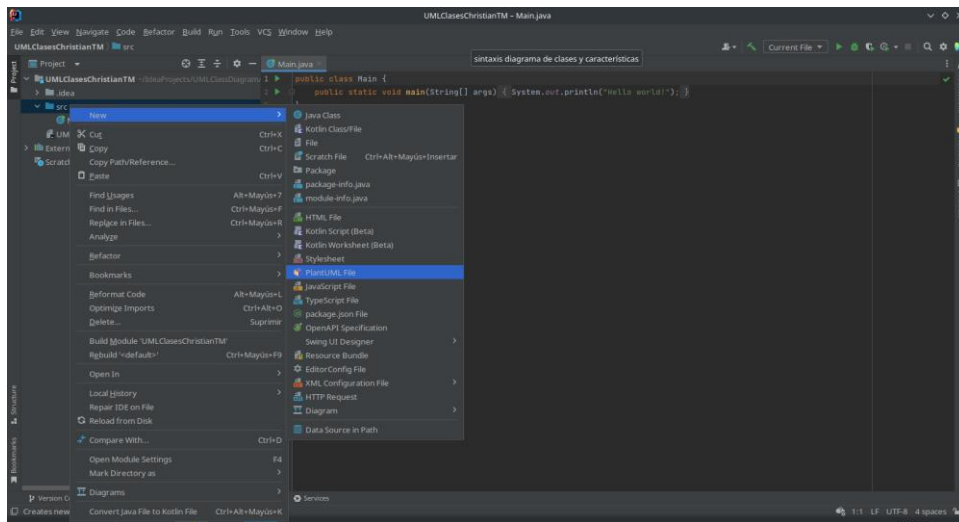 UMLClasesChristianTM – Main.java
File Edit View Navigate Code Refactor Build Run Tools VCS Window Help
UMLClasesChristianTM src
Current File
Project
Main.java
sintaxis diagrama de clases y características
UMLClasesChristianTM ~/IdeaProjects/UMLClassDiagram
1 public class Main {
.idea
2 public static void main(String[] args) { System.out.println("Hello world!"); }
src
New
Cut Ctrl+X
Copy Ctrl+C
Copy Path/Reference...
Paste Ctrl+V
Find Usages Alt+Mayús+7
Find in Files... Ctrl+Mayús+F
Replace in Files... Ctrl+Mayús+R
Analyze
Refactor
Bookmarks
Reformat Code Alt+Mayús+L
Optimize Imports Ctrl+Alt+O
Delete... Suprimir
Build Module 'UMLClasesChristianTM'
Rebuild '<default>' Ctrl+Mayús+F9
Open In
Local History
Repair IDE on File
Reload from Disk
Compare With... Ctrl+D
Open Module Settings F4
Mark Directory as
Diagrams
Convert Java File to Kotlin File Ctrl+Alt+Mayús+K
Java Class
Kotlin Class/File
File
Scratch File Ctrl+Alt+Mayús+Insertar
Package
package-info.java
module-info.java
HTML File
Kotlin Script (Beta)
Kotlin Worksheet (Beta)
Stylesheet
PlantUML File
JavaScript File
TypeScript File
package.json File
OpenAPI Specification
Swing UI Designer
Resource Bundle
EditorConfig File
XML Configuration File
HTTP Request
Diagram
Data Source in Path
UM
Extern
Scratch
Project
Structure
Bookmarks
Version C
Services
Creates new
1:1 LF UTF-8 4 spaces